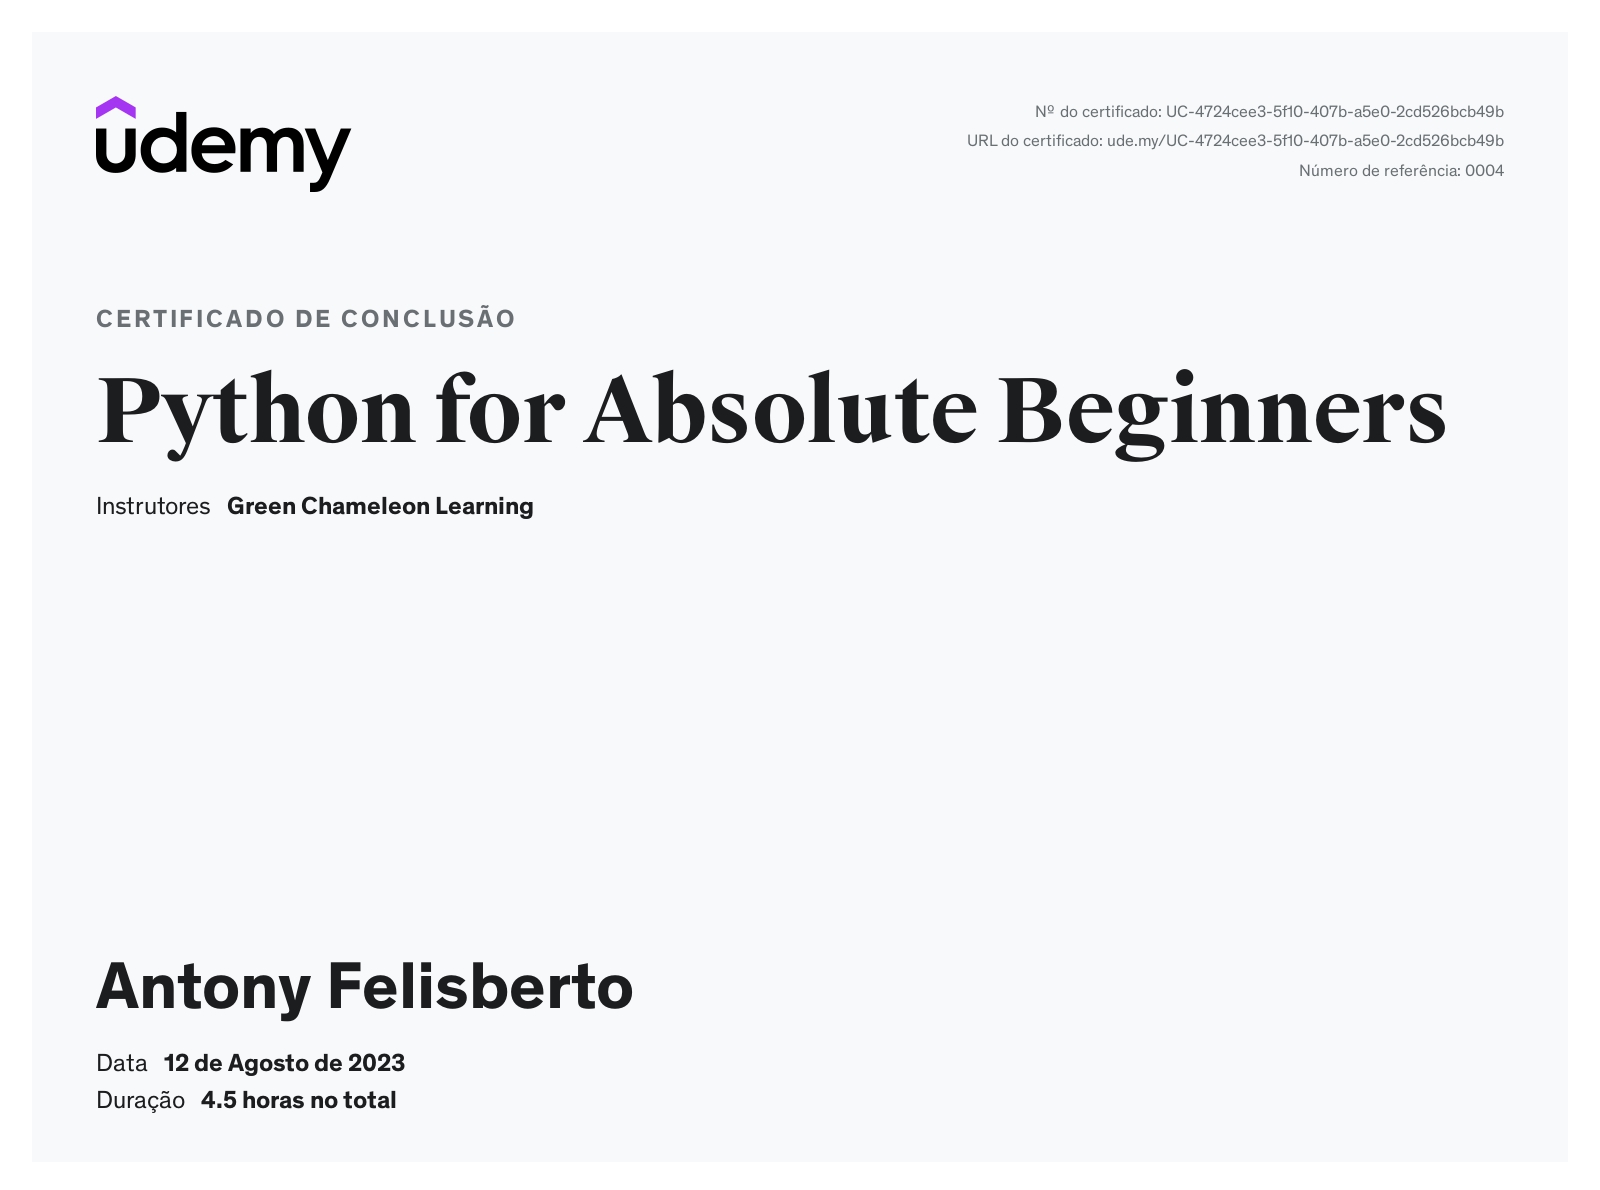 udemy
Nº do certificado: UC-4724cee3-5f10-407b-a5e0-2cd526bcb49b
URL do certificado: ude.my/UC-4724cee3-5f10-407b-a5e0-2cd526bcb49b
Número de referência: 0004
CERTIFICADO DE CONCLUSÃO
Python for Absolute Beginners
Instrutores Green Chameleon Learning
Antony Felisberto
Data 12 de Agosto de 2023
Duração 4.5 horas no total